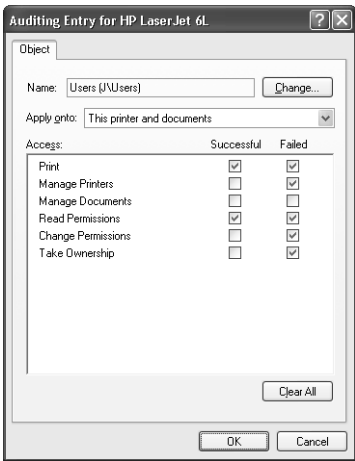 Auditing Entry for HP LaserJet 6L
Object
Name: Users (J\Users) Change...
Apply onto: This printer and documents
Access: Successful Failed
Print
Manage Printers
Manage Documents
Read Permissions
Change Permissions
Take Ownership
Clear All
OK Cancel